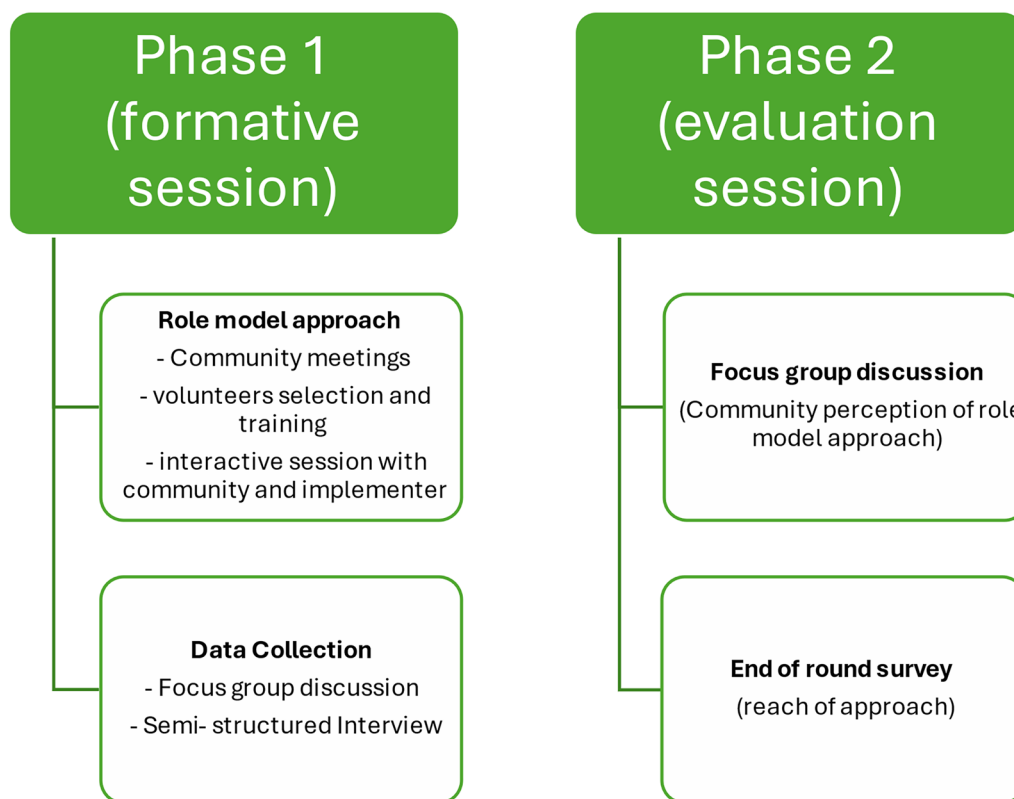 Phase 1
(formative
session)
Role model approach
- Community meetings
- volunteers selection and
training
- interactive session with
community and implementer
Data Collection
- Focus group discussion
- Semi- structured Interview
Phase 2
(evaluation
session)
Focus group discussion
(Community perception of role
model approach)
End of round survey
(reach of approach)